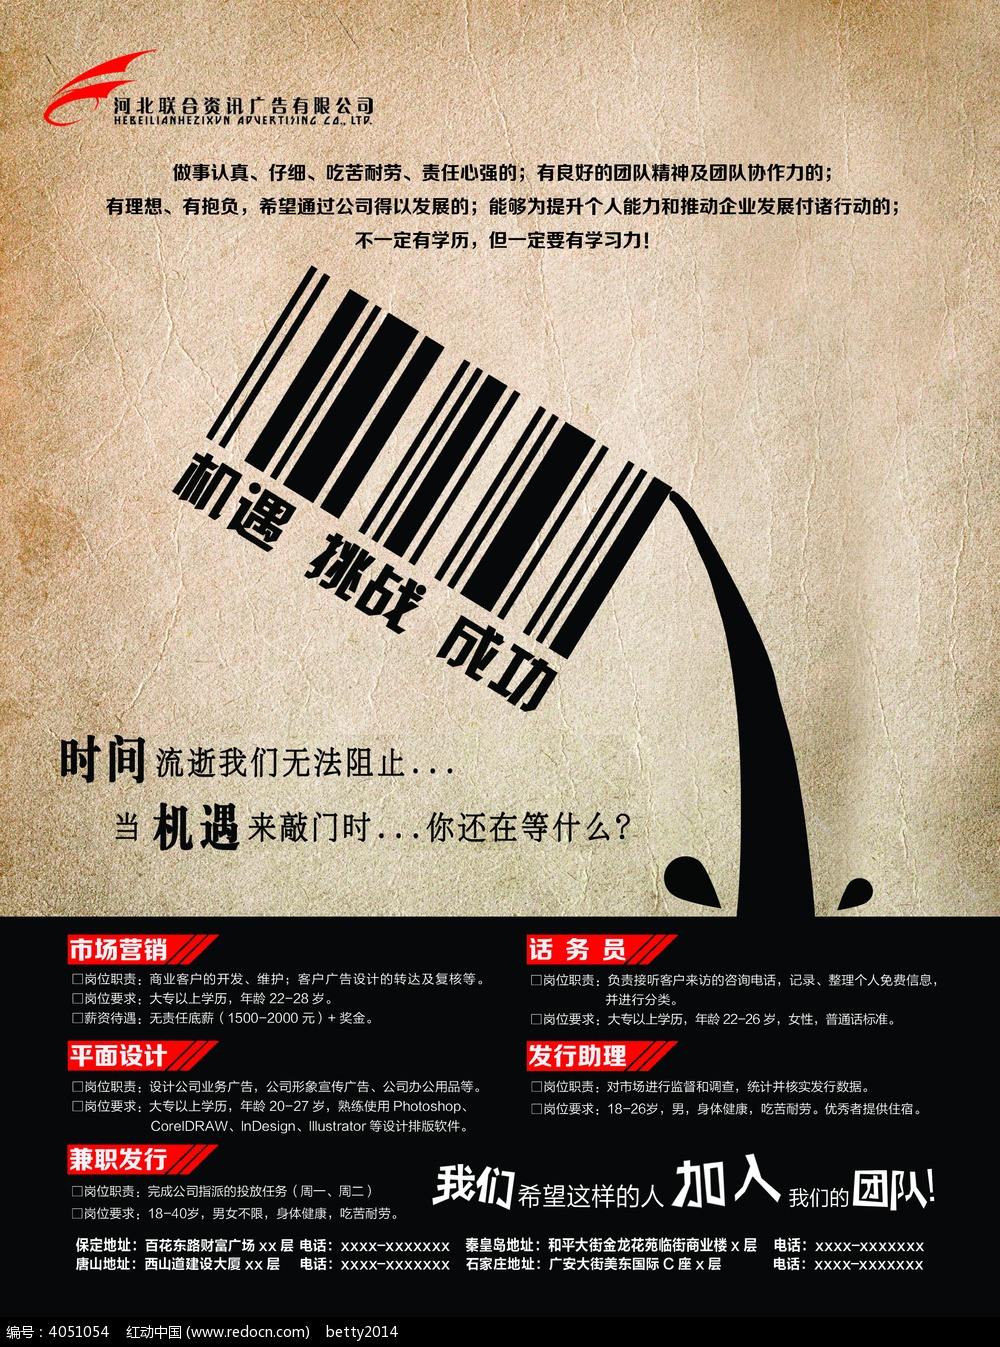 河北联合资讯广告有限公司
HEBEILIANHEZIXUN ADVERTISING CO., LTD.
做事认真、仔细、吃苦耐劳、责任心强的；有良好的团队精神及团队协作力的；
有理想、有抱负，希望通过公司得以发展的；能够为提升个人能力和推动企业发展付诸行动的；
不一定有学历，但一定要有学习力！
机遇 挑战 成功
时间流逝我们无法阻止...
当机遇来敲门时...你还在等什么?
市场营销
□岗位职责：商业客户的开发、维护；客户广告设计的转达及复核等。
□岗位要求：大专以上学历，年龄 22-28 岁。
□薪资待遇：无责任底薪（1500-2000 元）+ 奖金。
平面设计
□岗位职责：设计公司业务广告，公司形象宣传广告、公司办公用品等。
□岗位要求：大专以上学历，年龄 20-27 岁，熟练使用 Photoshop、
CorelDRAW、InDesign、Illustrator 等设计排版软件。
兼职发行
□岗位职责：完成公司指派的投放任务（周一、周二）
□岗位要求：18-40岁，男女不限，身体健康，吃苦耐劳。
话 务 员
□岗位职责：负责接听客户来访的咨询电话，记录、整理个人免费信息，
并进行分类。
□岗位要求：大专以上学历，年龄 22-26 岁，女性，普通话标准。
发行助理
□岗位职责：对市场进行监督和调查，统计并核实发行数据。
□岗位要求：18-26岁，男，身体健康，吃苦耐劳。优秀者提供住宿。
我们希望这样的人加入我们的团队!
保定地址：百花东路财富广场 xx 层 电话：xxxx-xxxxxxx 秦皇岛地址：和平大街金龙花苑临街商业楼 x 层 电话：xxxx-xxxxxxx
唐山地址：西山道建设大厦 xx 层 电话：xxxx-xxxxxxx 石家庄地址：广安大街美东国际 C 座 x 层 电话：xxxx-xxxxxxx
编号：4051054 红动中国 (www.redocn.com) betty2014